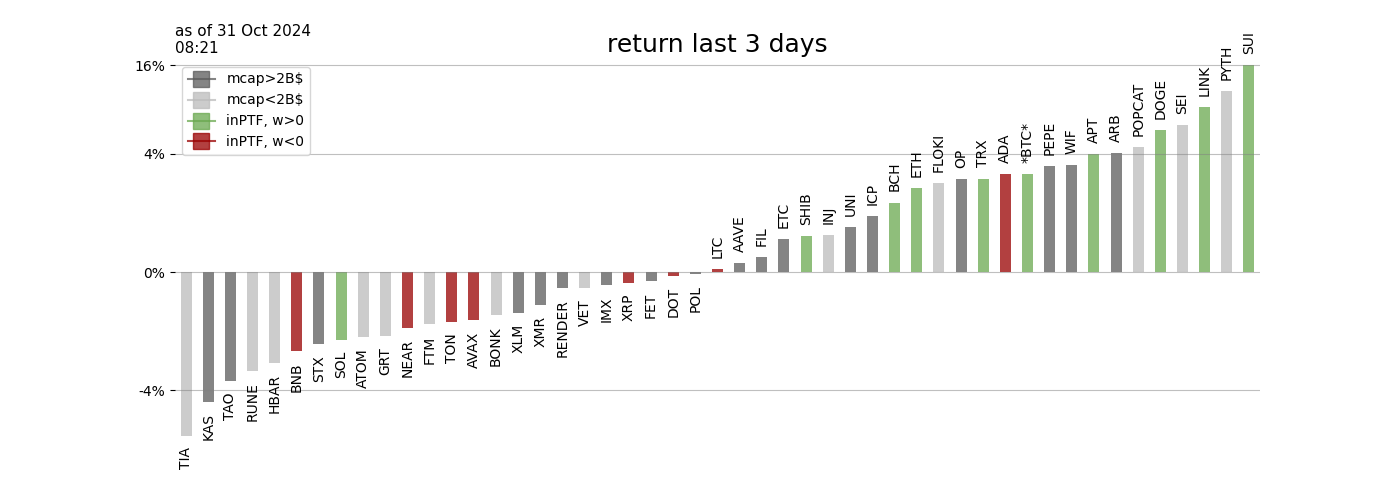 as of 31 Oct 2024
08:21
return last 3 days
16%
4%
0%
-4%
mcap>2B$
mcap<2B$
inPTF, w>0
inPTF, w<0
TIA
KAS
TAO
RUNE
HBAR
BNB
STX
SOL
ATOM
GRT
NEAR
FTM
TON
AVAX
BONK
XLM
XMR
RENDER
VET
IMX
XRP
FET
DOT
POL
LTC
AAVE
FIL
ETC
SHIB
INJ
UNI
ICP
BCH
ETH
FLOKI
OP
TRX
ADA
*BTC*
PEPE
WIF
APT
ARB
POPCAT
DOGE
SEI
LINK
PYTH
SUI